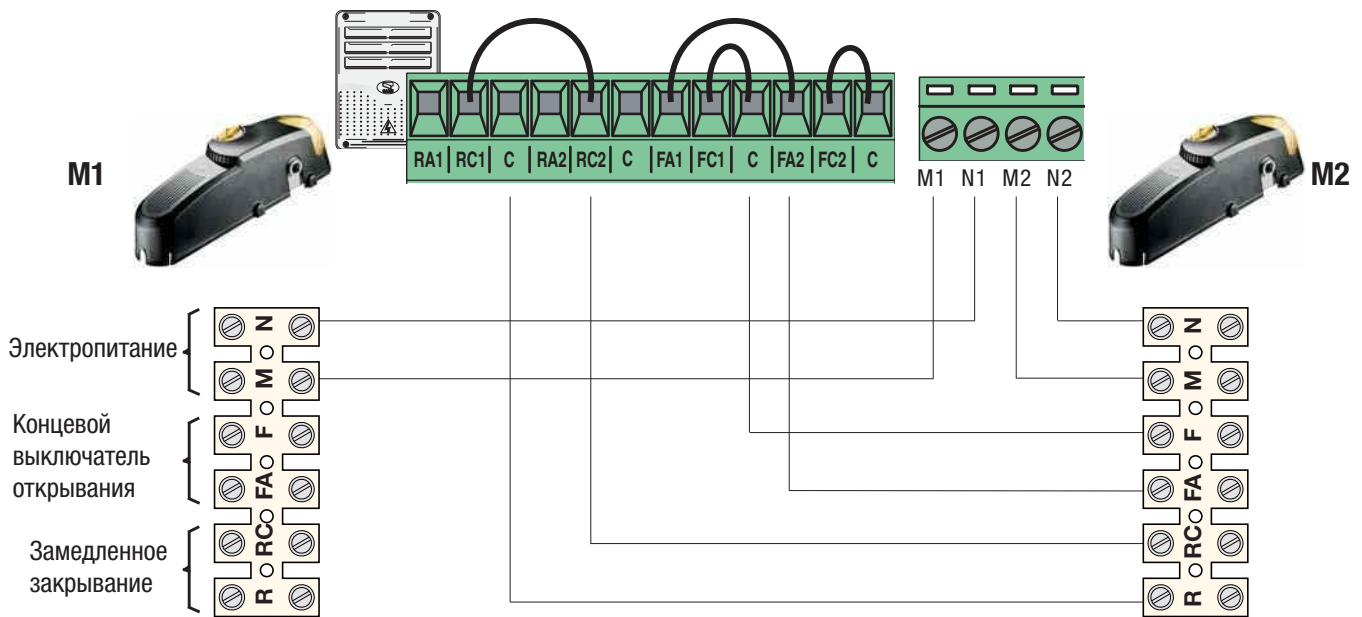 RA1 RC1 C RA2 RC2 C FA1 FC1 C FA2 FC2 C
M1 N1 M2 N2
M1
M2
Электропитание
Концевой
выключатель
открывания
Замедленное
закрывание
N
M
F
FA
RC
R
N
M
F
FA
RC
R